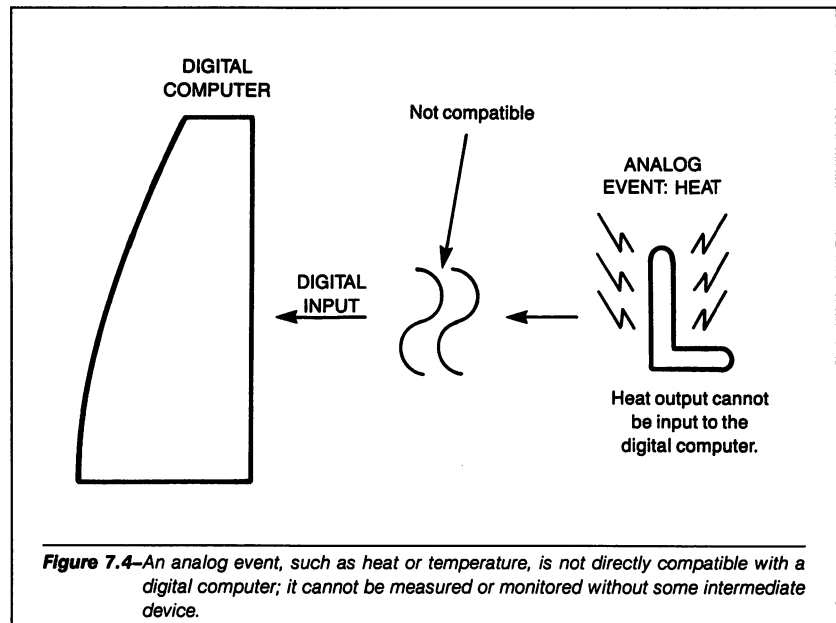 DIGITAL
COMPUTER
Not compatible
ANALOG
EVENT: HEAT
DIGITAL
INPUT
Heat output cannot
be input to the
digital computer.
Figure 7.4–An analog event, such as heat or temperature, is not directly compatible with a
digital computer; it cannot be measured or monitored without some intermediate
device.